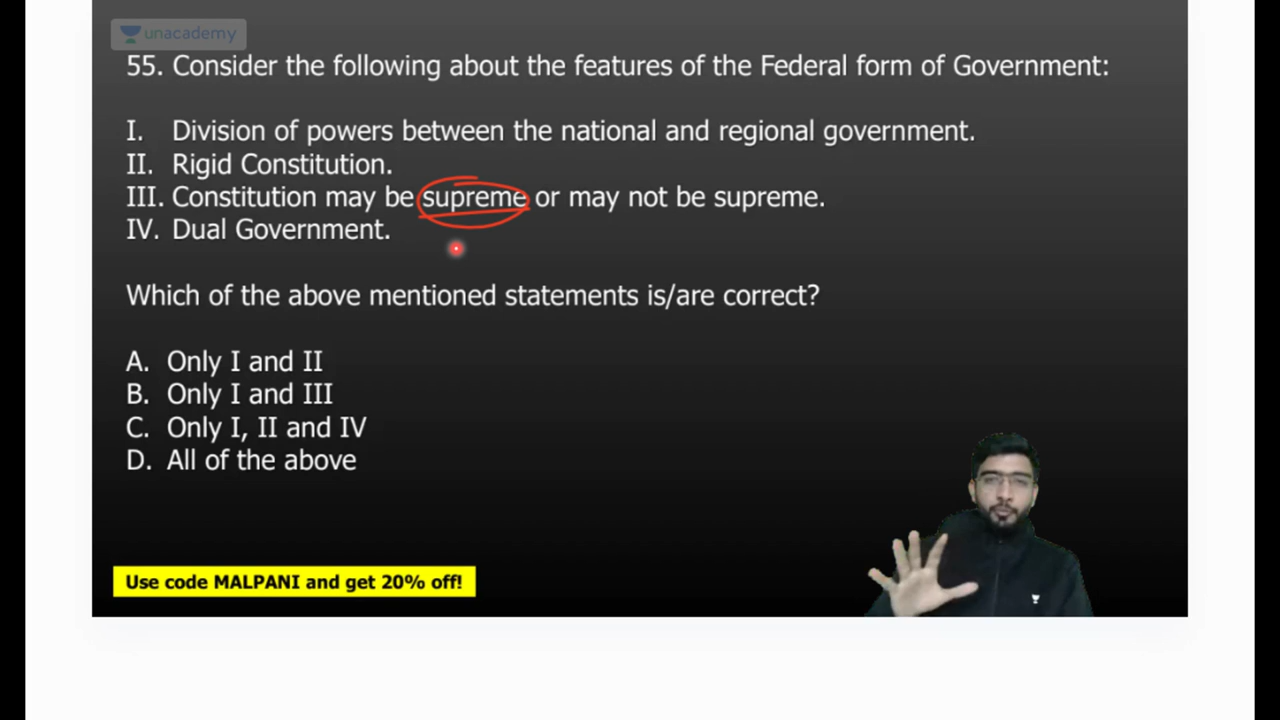 unacademy
55. Consider the following about the features of the Federal form of Government:
I. Division of powers between the national and regional government.
II. Rigid Constitution.
III. Constitution may be supreme or may not be supreme.
IV. Dual Government.
Which of the above mentioned statements is/are correct?
A. Only I and II
B. Only I and III
C. Only I, II and IV
D. All of the above
Use code MALPANI and get 20% off!